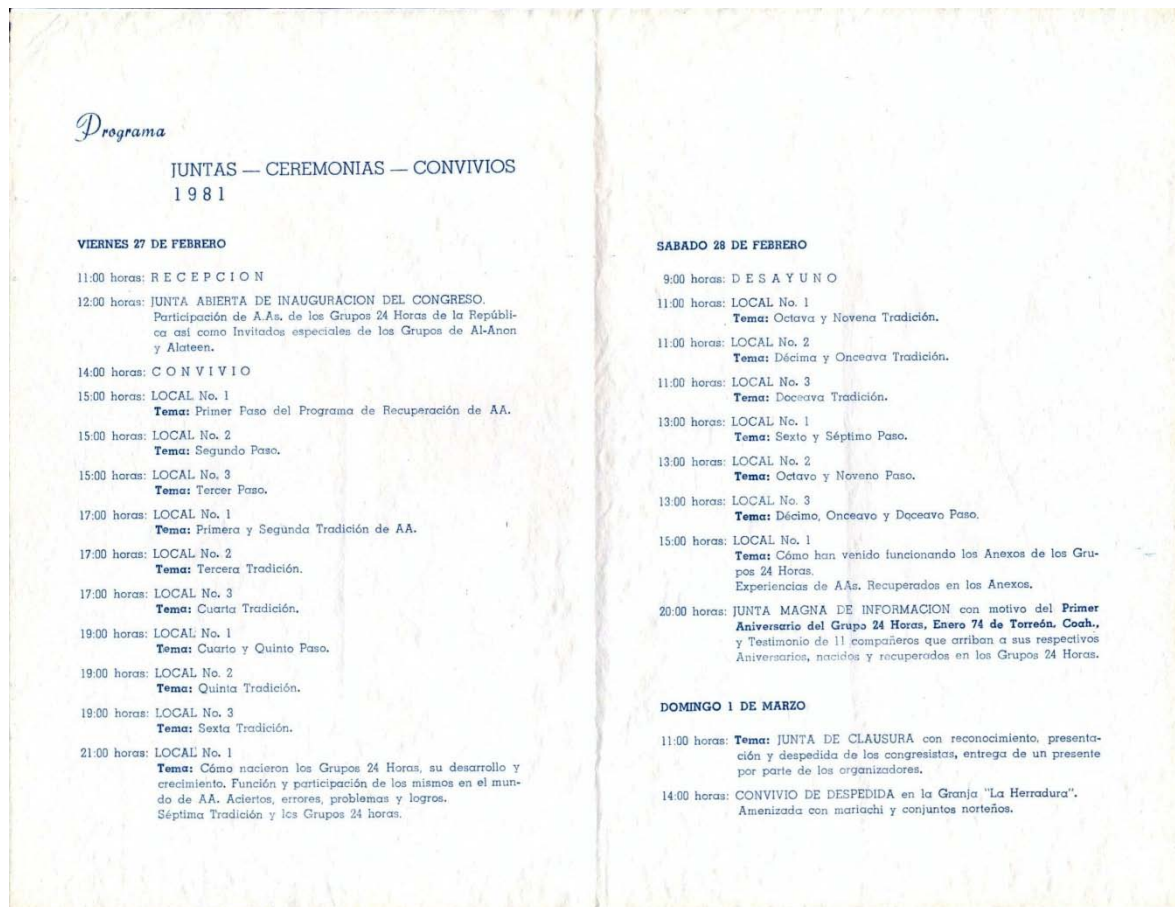 Programa
JUNTAS — CEREMONIAS — CONVIVIOS
1981
VIERNES 27 DE FEBRERO
11:00 horas: RECEPCION
12:00 horas: JUNTA ABIERTA DE INAUGURACION DEL CONGRESO.
Participación de A.As. de los Grupos 24 Horas de la Repúbli-
ca así como Invitados especiales de los Grupos de Al-Anon
y Alateen.
14:00 horas: CONVIVIO
15:00 horas: LOCAL No. 1
Tema: Primer Paso del Programa de Recuperación de AA.
15:00 horas: LOCAL No. 2
Tema: Segundo Paso.
15:00 horas: LOCAL No. 3
Tema: Tercer Paso.
17:00 horas: LOCAL No. 1
Tema: Primera y Segunda Tradición de AA.
17:00 horas: LOCAL No. 2
Tema: Tercera Tradición.
17:00 horas: LOCAL No. 3
Tema: Cuarta Tradición.
19:00 horas: LOCAL No. 1
Tema: Cuarto y Quinto Paso.
19:00 horas: LOCAL No. 2
Tema: Quinta Tradición.
19:00 horas: LOCAL No. 3
Tema: Sexta Tradición.
21:00 horas: LOCAL No. 1
Tema: Cómo nacieron los Grupos 24 Horas, su desarrollo y
crecimiento. Función y participación de los mismos en el mun-
do de AA. Aciertos, errores, problemas y logros.
Séptima Tradición y los Grupos 24 horas.
SABADO 28 DE FEBRERO
9:00 horas: DESAYUNO
11:00 horas: LOCAL No. 1
Tema: Octava y Novena Tradición.
11:00 horas: LOCAL No. 2
Tema: Décima y Onceava Tradición.
11:00 horas: LOCAL No. 3
Tema: Doceava Tradición.
13:00 horas: LOCAL No. 1
Tema: Sexto y Séptimo Paso.
13:00 horas: LOCAL No. 2
Tema: Octavo y Noveno Paso.
13:00 horas: LOCAL No. 3
Tema: Décimo, Onceavo y Doceavo Paso.
15:00 horas: LOCAL No. 1
Tema: Cómo han venido funcionando los Anexos de los Gru-
pos 24 Horas.
Experiencias de AAs. Recuperados en los Anexos.
20:00 horas: JUNTA MAGNA DE INFORMACION con motivo del Primer
Aniversario del Grupo 24 Horas, Enero 74 de Torreón, Coah.,
y Testimonio de 11 compañeros que arriban a sus respectivos
Aniversarios, nacidos y recuperados en los Grupos 24 Horas.
DOMINGO 1 DE MARZO
11:00 horas: Tema: JUNTA DE CLAUSURA con reconocimiento, presenta-
ción y despedida de los congresistas, entrega de un presente
por parte de los organizadores.
14:00 horas: CONVIVIO DE DESPEDIDA en la Granja "La Herradura".
Amenizada con mariachi y conjuntos norteños.